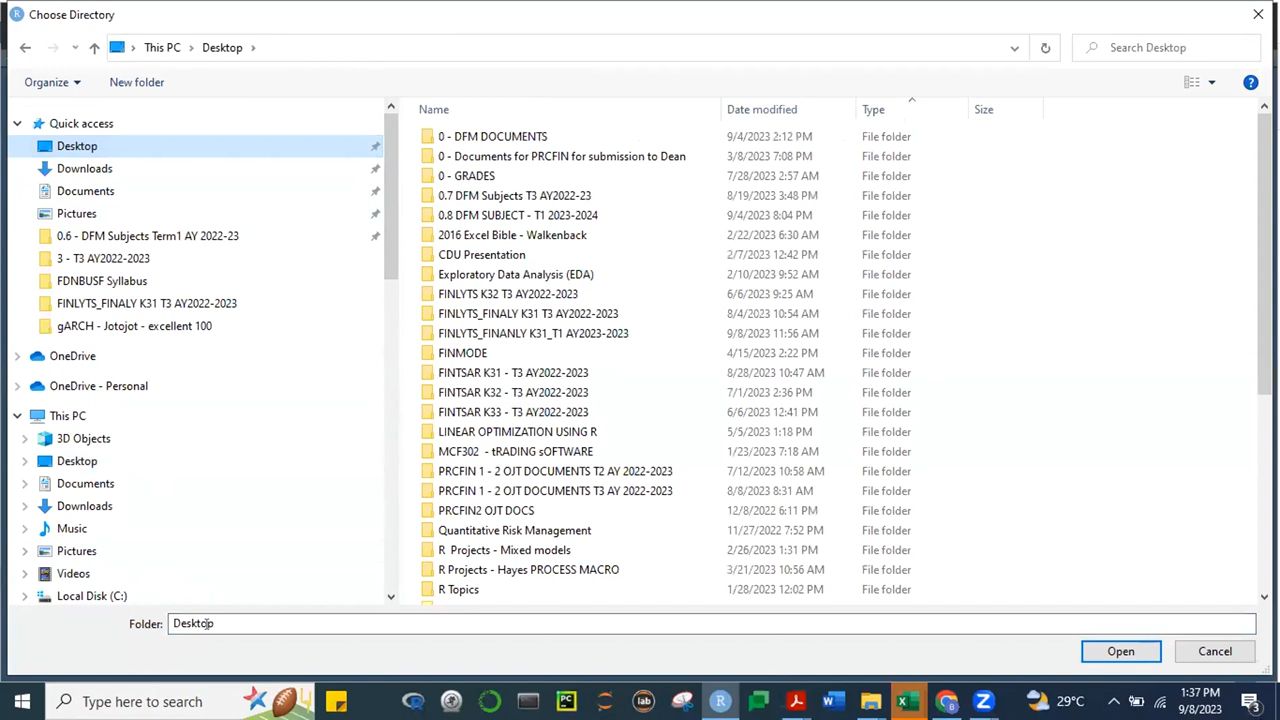 Choose Directory
This PC > Desktop >
Search Desktop
Organize
New folder
Name
Date modified
Type
Size
Quick access
Desktop
Downloads
Documents
Pictures
0.6 - DFM Subjects Term1 AY 2022-23
3 - T3 AY2022-2023
FDNBUSF Syllabus
FINLYTS_FINALY K31 T3 AY2022-2023
gARCH - Jotojot - excellent 100
OneDrive
OneDrive - Personal
This PC
3D Objects
Desktop
Documents
Downloads
Music
Pictures
Videos
Local Disk (C:)
0 - DFM DOCUMENTS 9/4/2023 2:12 PM File folder
0 - Documents for PRCFIN for submission to Dean 3/8/2023 7:08 PM File folder
0 - GRADES 7/28/2023 2:57 AM File folder
0.7 DFM Subjects T3 AY2022-23 8/19/2023 3:48 PM File folder
0.8 DFM SUBJECT - T1 2023-2024 9/4/2023 8:04 PM File folder
2016 Excel Bible - Walkenback 2/22/2023 6:30 AM File folder
CDU Presentation 2/7/2023 12:42 PM File folder
Exploratory Data Analysis (EDA) 2/10/2023 9:52 AM File folder
FINLYTS K32 T3 AY2022-2023 6/6/2023 9:25 AM File folder
FINLYTS_FINALY K31 T3 AY2022-2023 8/4/2023 10:54 AM File folder
FINLYTS_FINANLY K31_T1 AY2023-2023 9/8/2023 11:56 AM File folder
FINMODE 4/15/2023 2:22 PM File folder
FINTSAR K31 - T3 AY2022-2023 8/28/2023 10:47 AM File folder
FINTSAR K32 - T3 AY2022-2023 7/1/2023 2:36 PM File folder
FINTSAR K33 - T3 AY2022-2023 6/6/2023 12:41 PM File folder
LINEAR OPTIMIZATION USING R 5/5/2023 1:18 PM File folder
MCF302 - tRADING sOFTWARE 1/23/2023 7:18 AM File folder
PRCFIN 1 - 2 OJT DOCUMENTS T2 AY 2022-2023 7/12/2023 10:58 AM File folder
PRCFIN 1 - 2 OJT DOCUMENTS T3 AY 2022-2023 8/8/2023 8:31 AM File folder
PRCFIN2 OJT DOCS 12/8/2022 6:11 PM File folder
Quantitative Risk Management 11/27/2022 7:52 PM File folder
R Projects - Mixed models 2/26/2023 1:31 PM File folder
R Projects - Hayes PROCESS MACRO 3/21/2023 10:56 AM File folder
R Topics 1/28/2023 12:02 PM File folder
Folder: Desktop
Open
Cancel
Type here to search
PC
lab
29°C
1:37 PM
9/8/2023
3